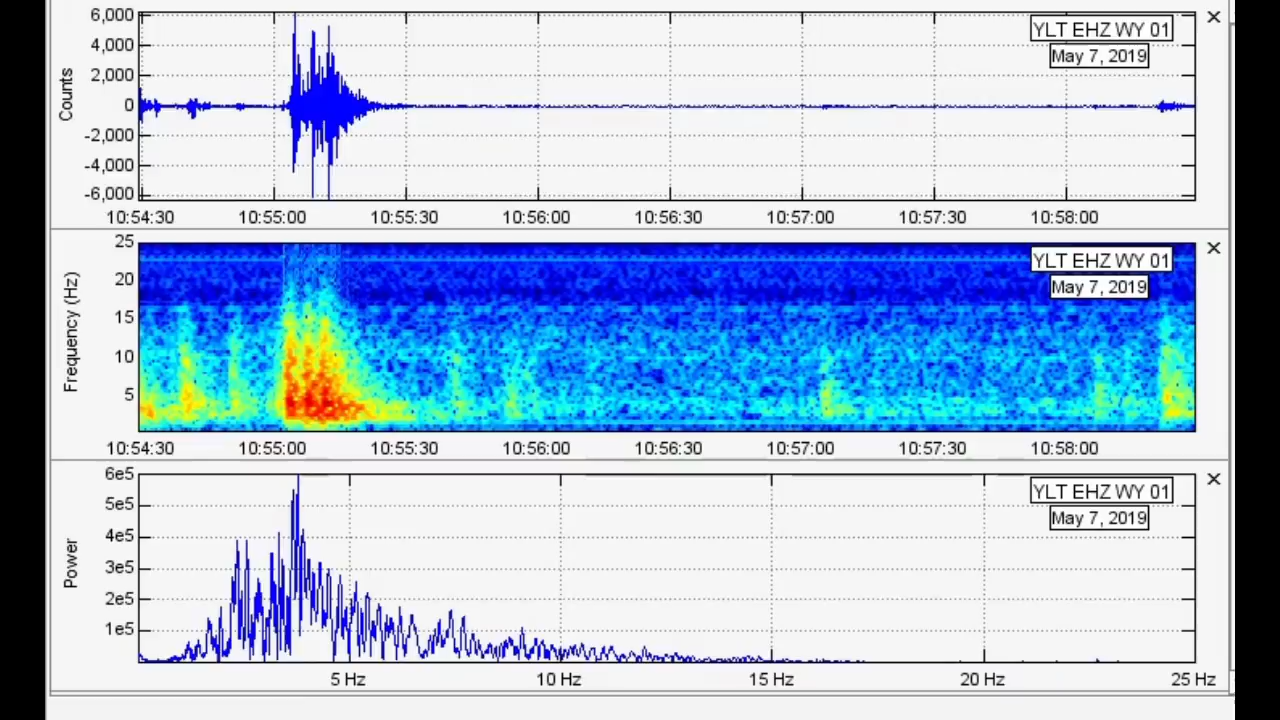 6,000
4,000
2,000
0
-2,000
-4,000
-6,000
Counts
YLT EHZ WY 01
May 7, 2019
10:54:30 10:55:00 10:55:30 10:56:00 10:56:30 10:57:00 10:57:30 10:58:00
25
20
15
10
5
Frequency (Hz)
YLT EHZ WY 01
May 7, 2019
10:54:30 10:55:00 10:55:30 10:56:00 10:56:30 10:57:00 10:57:30 10:58:00
6e5
5e5
4e5
3e5
2e5
1e5
Power
YLT EHZ WY 01
May 7, 2019
5 Hz 10 Hz 15 Hz 20 Hz 25 Hz